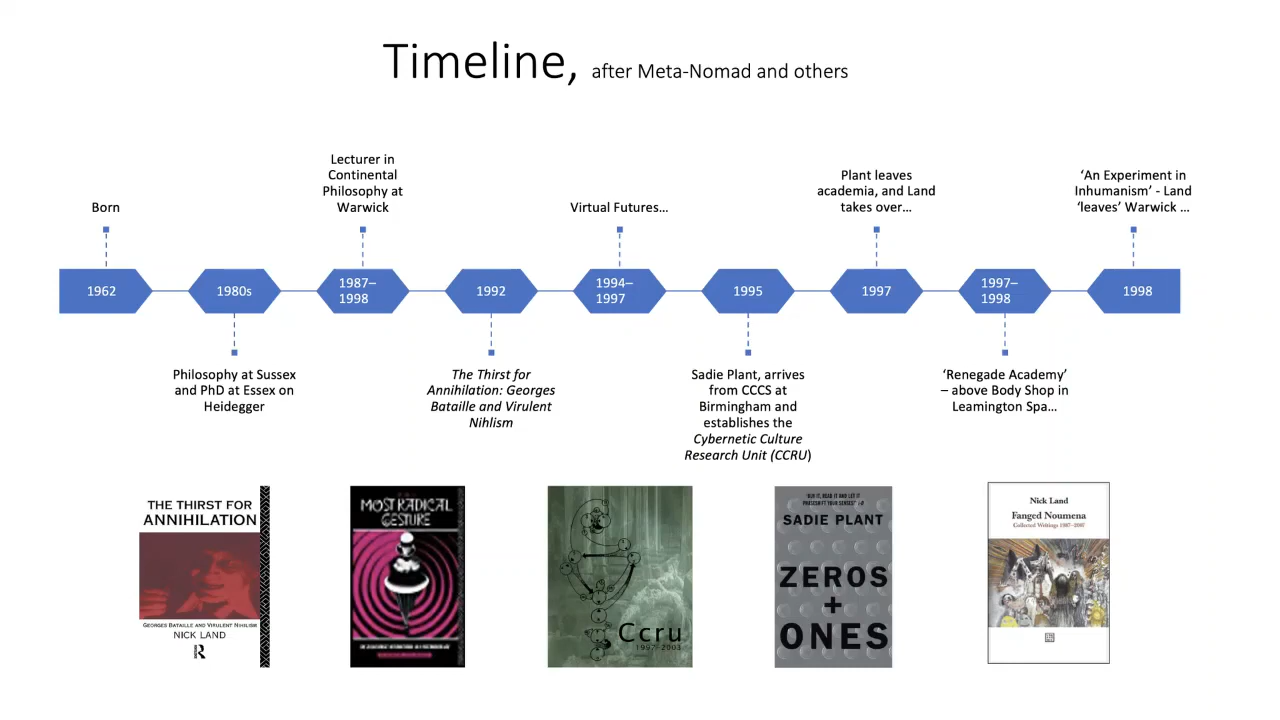 Timeline, after Meta-Nomad and others
Born
Lecturer in
Continental
Philosophy at
Warwick
Virtual Futures…
Plant leaves
academia, and Land
takes over…
‘An Experiment in
Inhumanism’ - Land
‘leaves’ Warwick …
1962
1980s
1987–
1998
1992
1994–
1997
1995
1997
1997–
1998
1998
Philosophy at Sussex
and PhD at Essex on
Heidegger
The Thirst for
Annihilation: Georges
Bataille and Virulent
Nihlism
Sadie Plant, arrives
from CCCS at
Birmingham and
establishes the
Cybernetic Culture
Research Unit (CCRU)
‘Renegade Academy’
– above Body Shop in
Leamington Spa…
THE THIRST FOR
ANNIHILATION
GEORGES BATAILLE AND VIRULENT NIHILISM
NICK LAND
R
MOST RADICAL
GESTURE
Ccru
1997–2003
SADIE PLANT
ZEROS
+
ONES
Nick Land
Fanged Noumena
Collected Writings 1987–2007